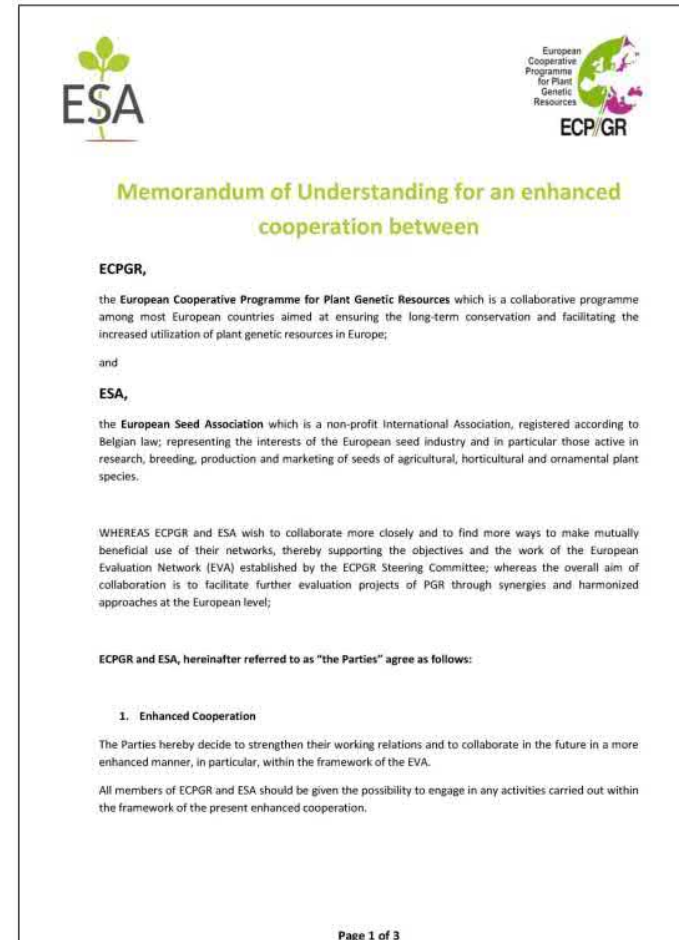 ESA
European
Cooperative
Programme
for Plant
Genetic
Resources
ECP/GR
Memorandum of Understanding for an enhanced
cooperation between
ECPGR,
the European Cooperative Programme for Plant Genetic Resources which is a collaborative programme
among most European countries aimed at ensuring the long-term conservation and facilitating the
increased utilization of plant genetic resources in Europe;
and
ESA,
the European Seed Association which is a non-profit International Association, registered according to
Belgian law; representing the interests of the European seed industry and in particular those active in
research, breeding, production and marketing of seeds of agricultural, horticultural and ornamental plant
species.
WHEREAS ECPGR and ESA wish to collaborate more closely and to find more ways to make mutually
beneficial use of their networks, thereby supporting the objectives and the work of the European
Evaluation Network (EVA) established by the ECPGR Steering Committee; whereas the overall aim of
collaboration is to facilitate further evaluation projects of PGR through synergies and harmonized
approaches at the European level;
ECPGR and ESA, hereinafter referred to as "the Parties" agree as follows:
1. Enhanced Cooperation
The Parties hereby decide to strengthen their working relations and to collaborate in the future in a more
enhanced manner, in particular, within the framework of the EVA.
All members of ECPGR and ESA should be given the possibility to engage in any activities carried out within
the framework of the present enhanced cooperation.
Page 1 of 3